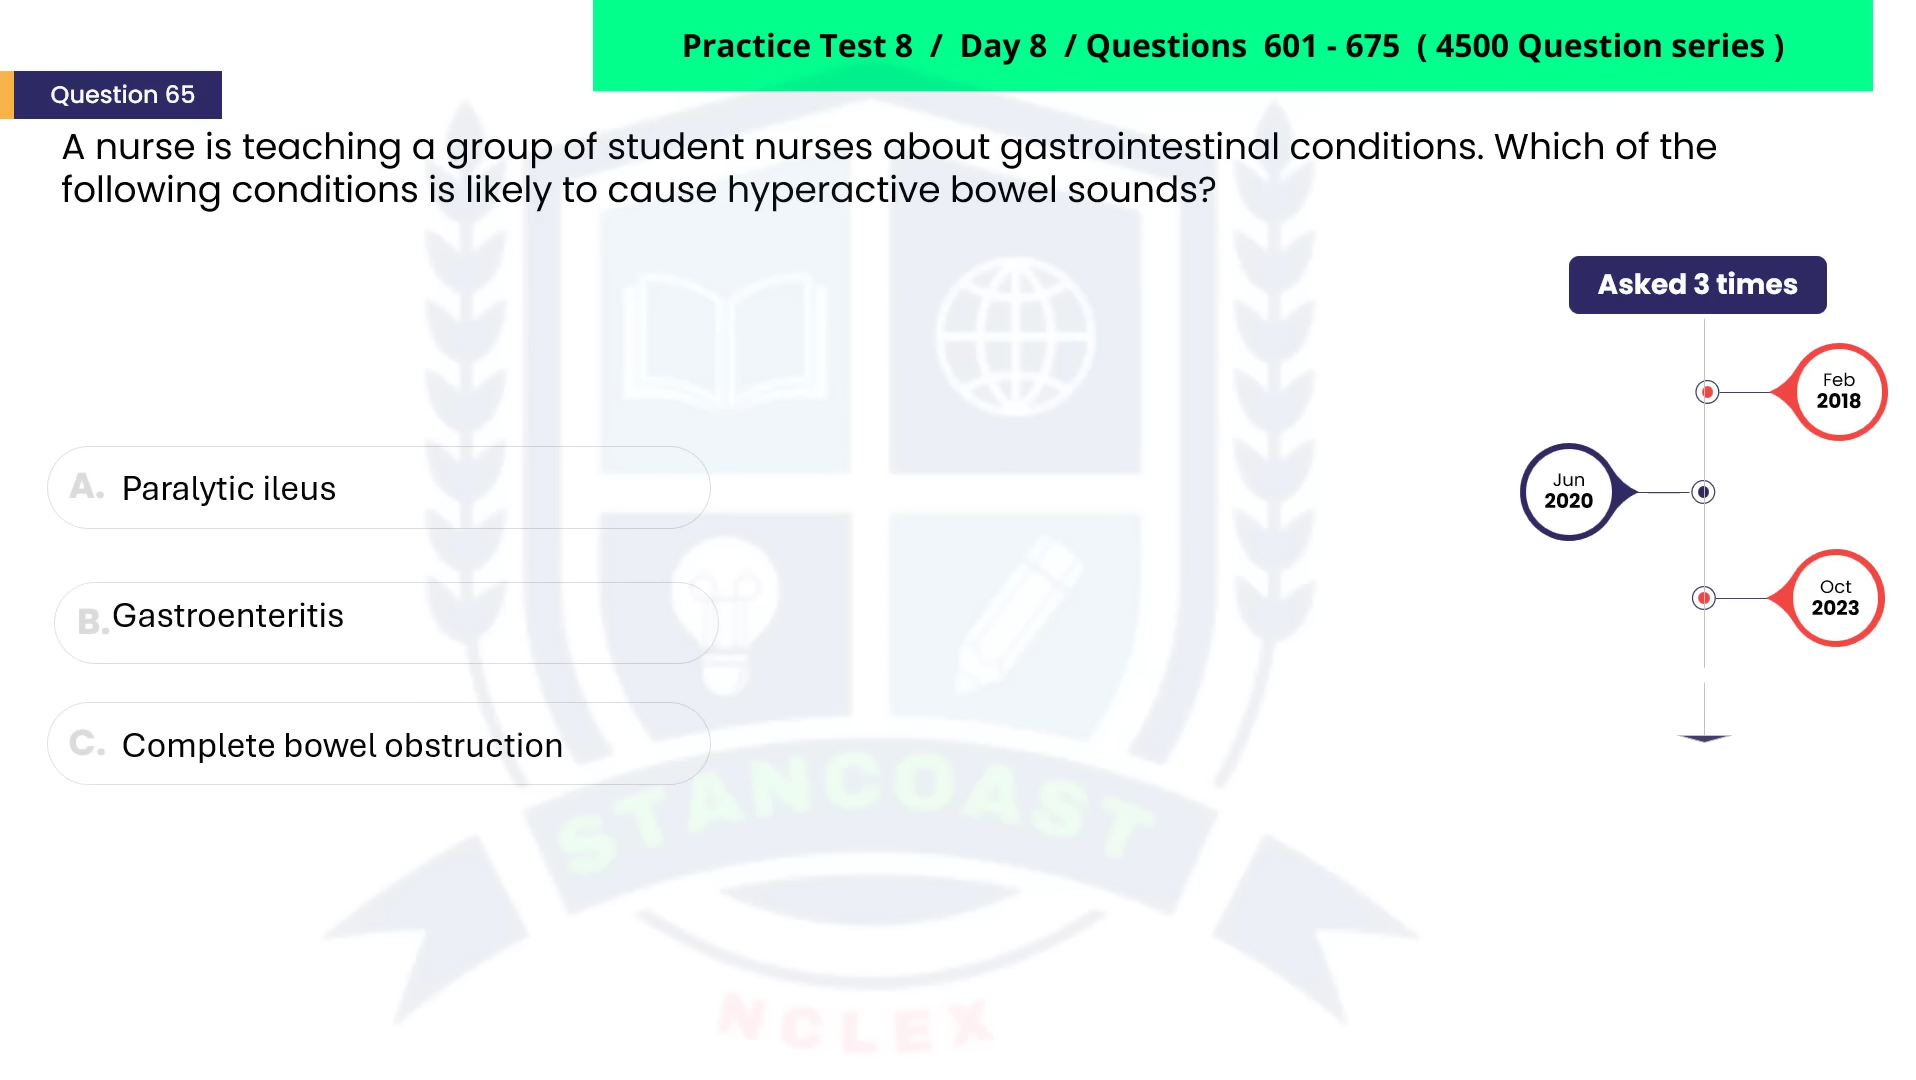 Practice Test 8 / Day 8 / Questions 601 - 675 ( 4500 Question series )
Question 65
A nurse is teaching a group of student nurses about gastrointestinal conditions. Which of the
following conditions is likely to cause hyperactive bowel sounds?
Asked 3 times
Feb
2018
Jun
2020
Oct
2023
A. Paralytic ileus
B. Gastroenteritis
C. Complete bowel obstruction
STANCOAST
NCLEX